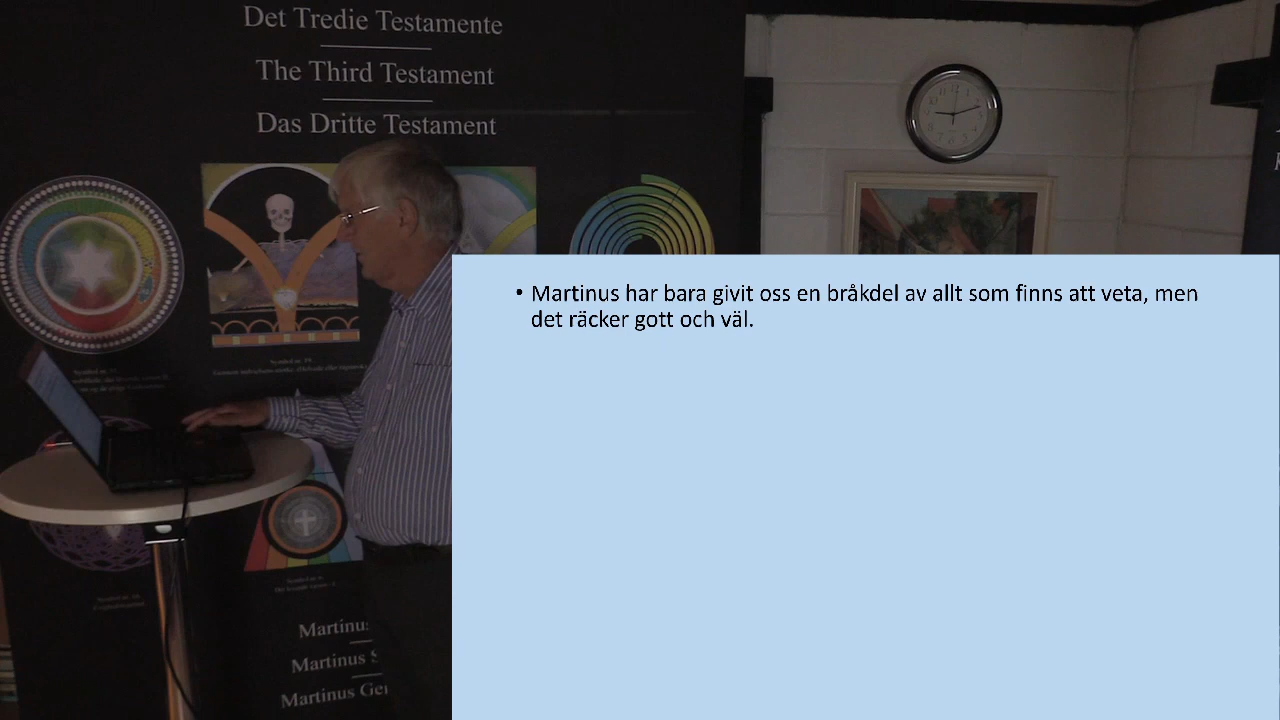 Det Tredie Testamente
The Third Testament
Das Dritte Testament
• Martinus har bara givit oss en bråkdel av allt som finns att veta, men
det räcker gott och väl.
Martinus
Martinus
Martinus